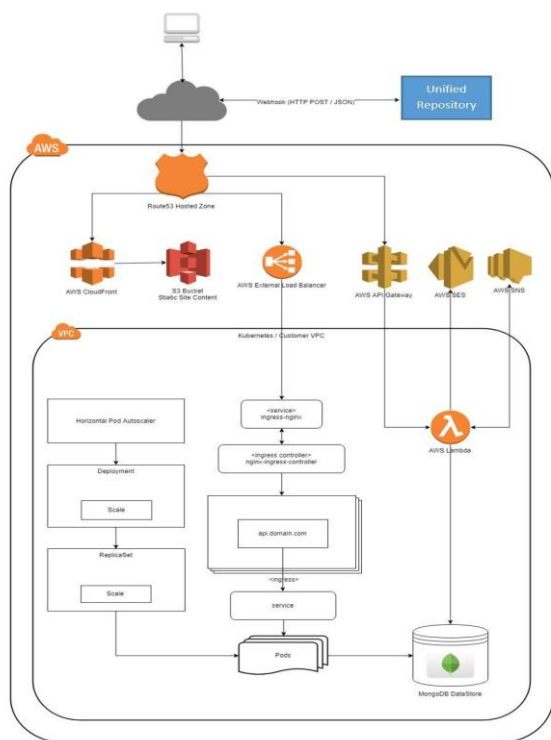 Webhook (HTTP POST / JSON)
Unified
Repository
AWS
Route53 Hosted Zone
AWS CloudFront
S3 Bucket
Static Site Content
AWS External Load Balancer
AWS API Gateway
AWS SES
AWS SNS
VPC
Kubernetes / Customer VPC
Horizontal Pod Autoscaler
<service>
ingress-nginx
AWS Lambda
<ingress controller>
nginx-ingress-controller
Deployment
Scale
api.domain.com
ReplicaSet
<ingress>
Scale
service
Pods
MongoDB DataStore